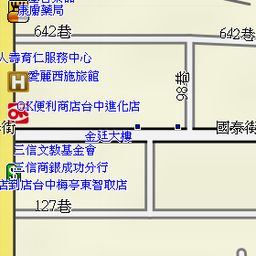 康廚藥局
642巷
642巷
人壽育仁服務中心
愛麗西施旅館
98巷
OK便利商店台中進化店
街
國泰街
金廷大樓
三信文教基金會
三信商銀成功分行
店到店台中梅亭東智取店
127巷